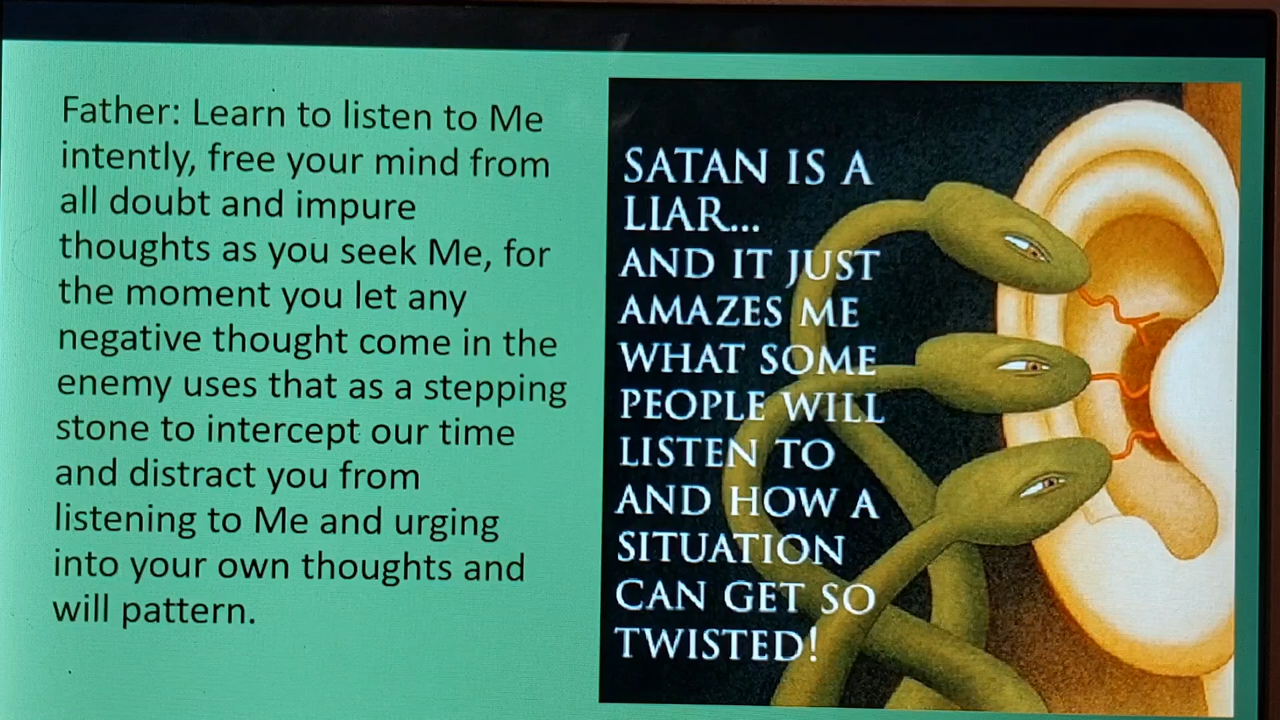 Father: Learn to listen to Me
intently, free your mind from
all doubt and impure
thoughts as you seek Me, for
the moment you let any
negative thought come in the
enemy uses that as a stepping
stone to intercept our time
and distract you from
listening to Me and urging
into your own thoughts and
will pattern.
SATAN IS A
LIAR...
AND IT JUST
AMAZES ME
WHAT SOME
PEOPLE WILL
LISTEN TO
AND HOW A
SITUATION
CAN GET SO
TWISTED!